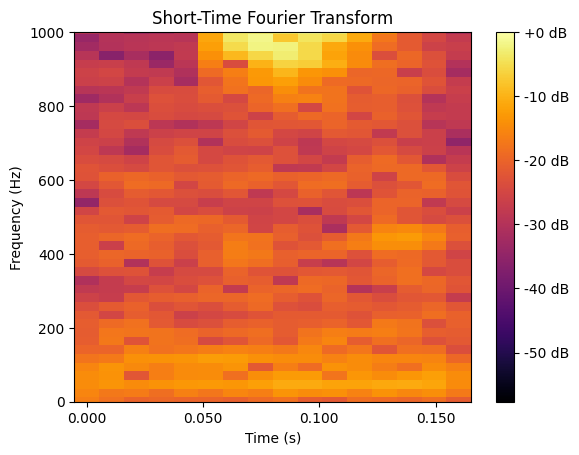 Short-Time Fourier Transform
1000
800
600
400
200
0
Frequency (Hz)
0.000
0.050
0.100
0.150
Time (s)
+0 dB
-10 dB
-20 dB
-30 dB
-40 dB
-50 dB